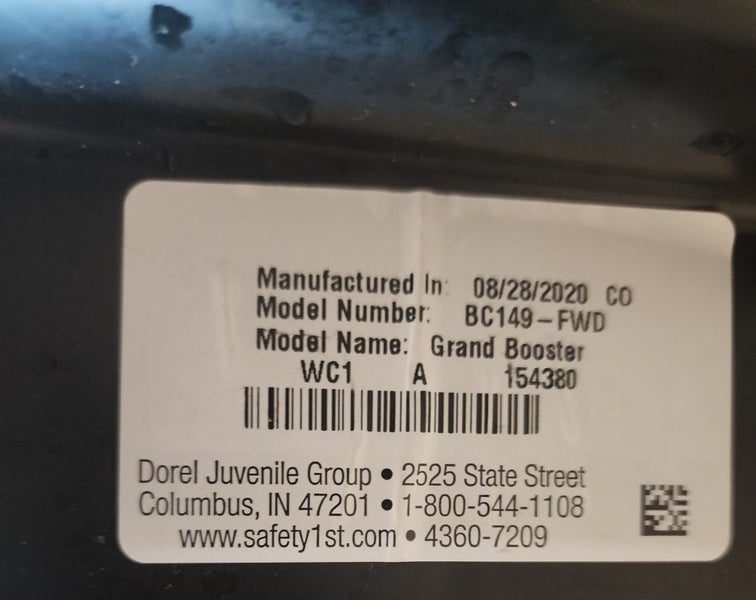 Manufactured In: 08/28/2020 CO
Model Number: BC149-FWD
Model Name: Grand Booster
WC1 A 154380
Dorel Juvenile Group • 2525 State Street
Columbus, IN 47201 • 1-800-544-1108
www.safety1st.com • 4360-7209